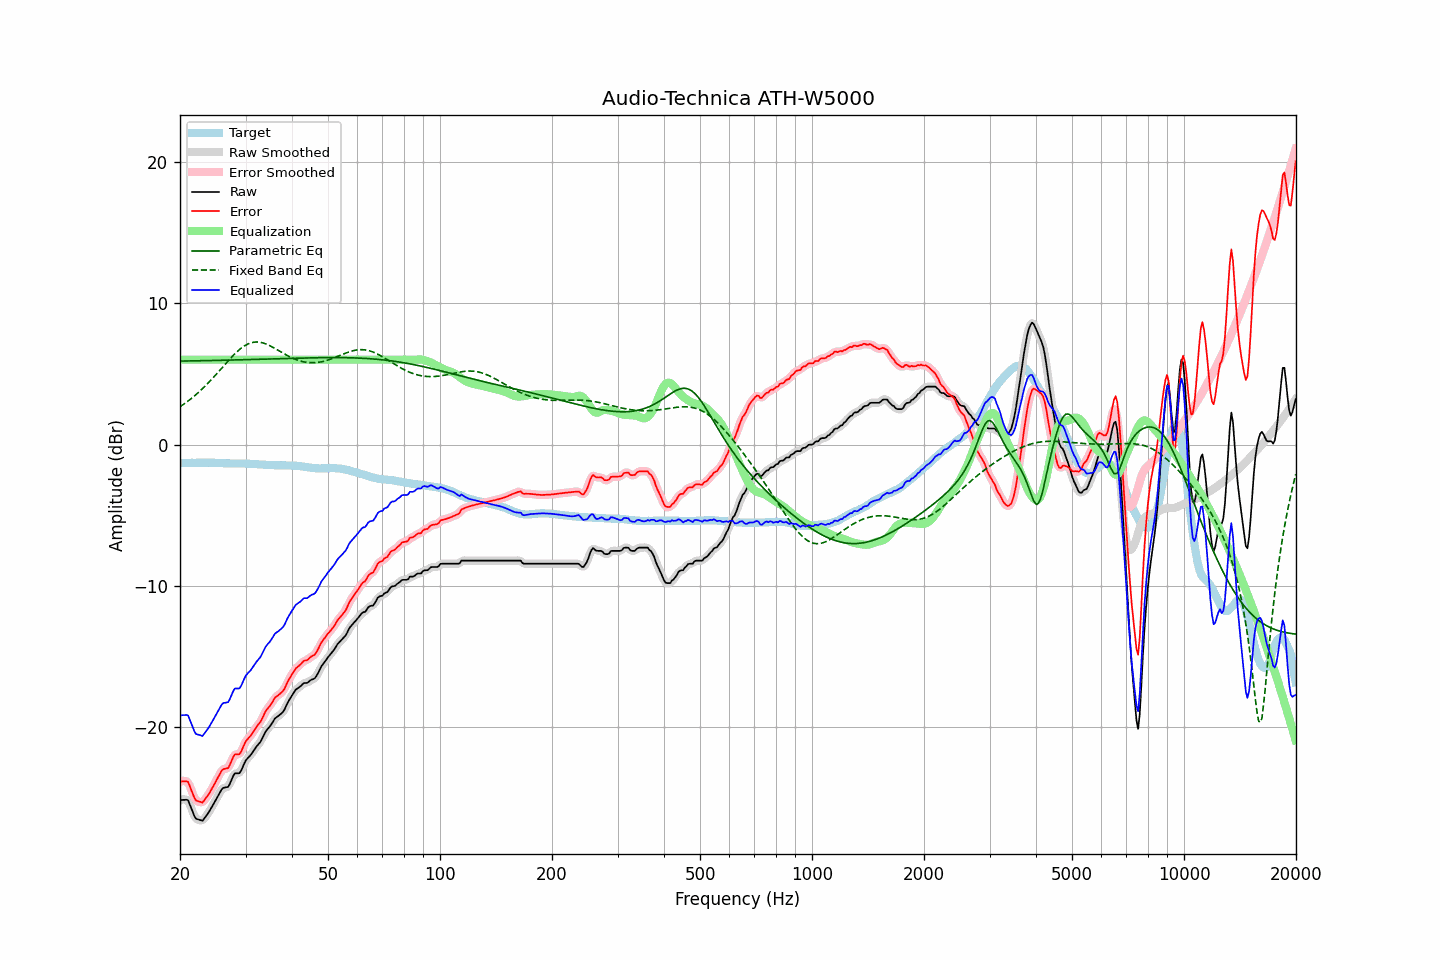 Audio-Technica ATH-W5000
Target
Raw Smoothed
Error Smoothed
Raw
Error
Equalization
Parametric Eq
Fixed Band Eq
Equalized
20
10
0
−10
−20
Amplitude (dBr)
20 50 100 200 500 1000 2000 5000 10000 20000
Frequency (Hz)